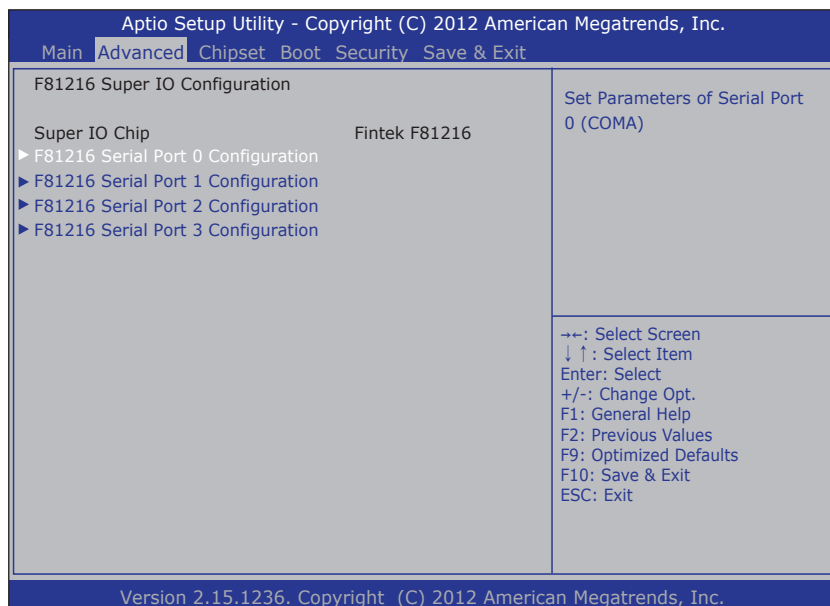 Aptio Setup Utility - Copyright (C) 2012 American Megatrends, Inc.
Main Advanced Chipset Boot Security Save & Exit
F81216 Super IO Configuration
Super IO Chip Fintek F81216
▶ F81216 Serial Port 0 Configuration
▶ F81216 Serial Port 1 Configuration
▶ F81216 Serial Port 2 Configuration
▶ F81216 Serial Port 3 Configuration
Set Parameters of Serial Port
0 (COMA)
→←: Select Screen
↓↑: Select Item
Enter: Select
+/-: Change Opt.
F1: General Help
F2: Previous Values
F9: Optimized Defaults
F10: Save & Exit
ESC: Exit
Version 2.15.1236. Copyright (C) 2012 American Megatrends, Inc.